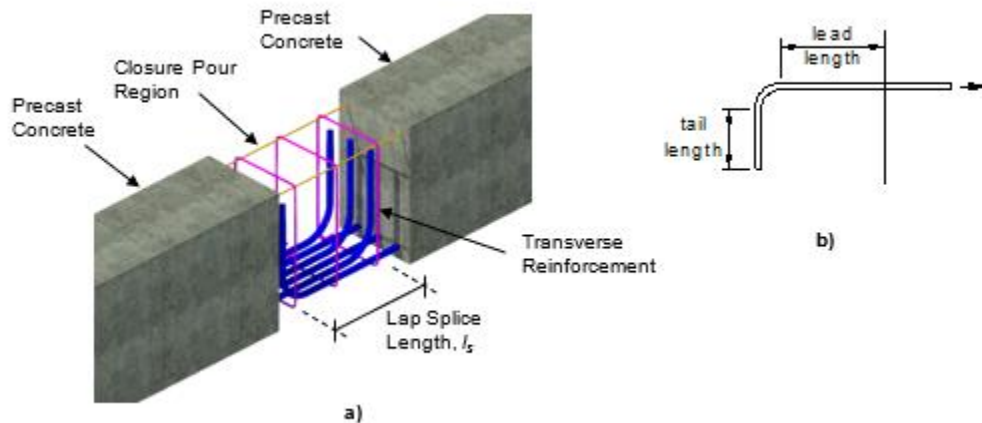 Precast
Concrete
Closure Pour
Region
Precast
Concrete
Transverse
Reinforcement
Lap Splice
Length, ls
a)
lead
length
tail
length
b)